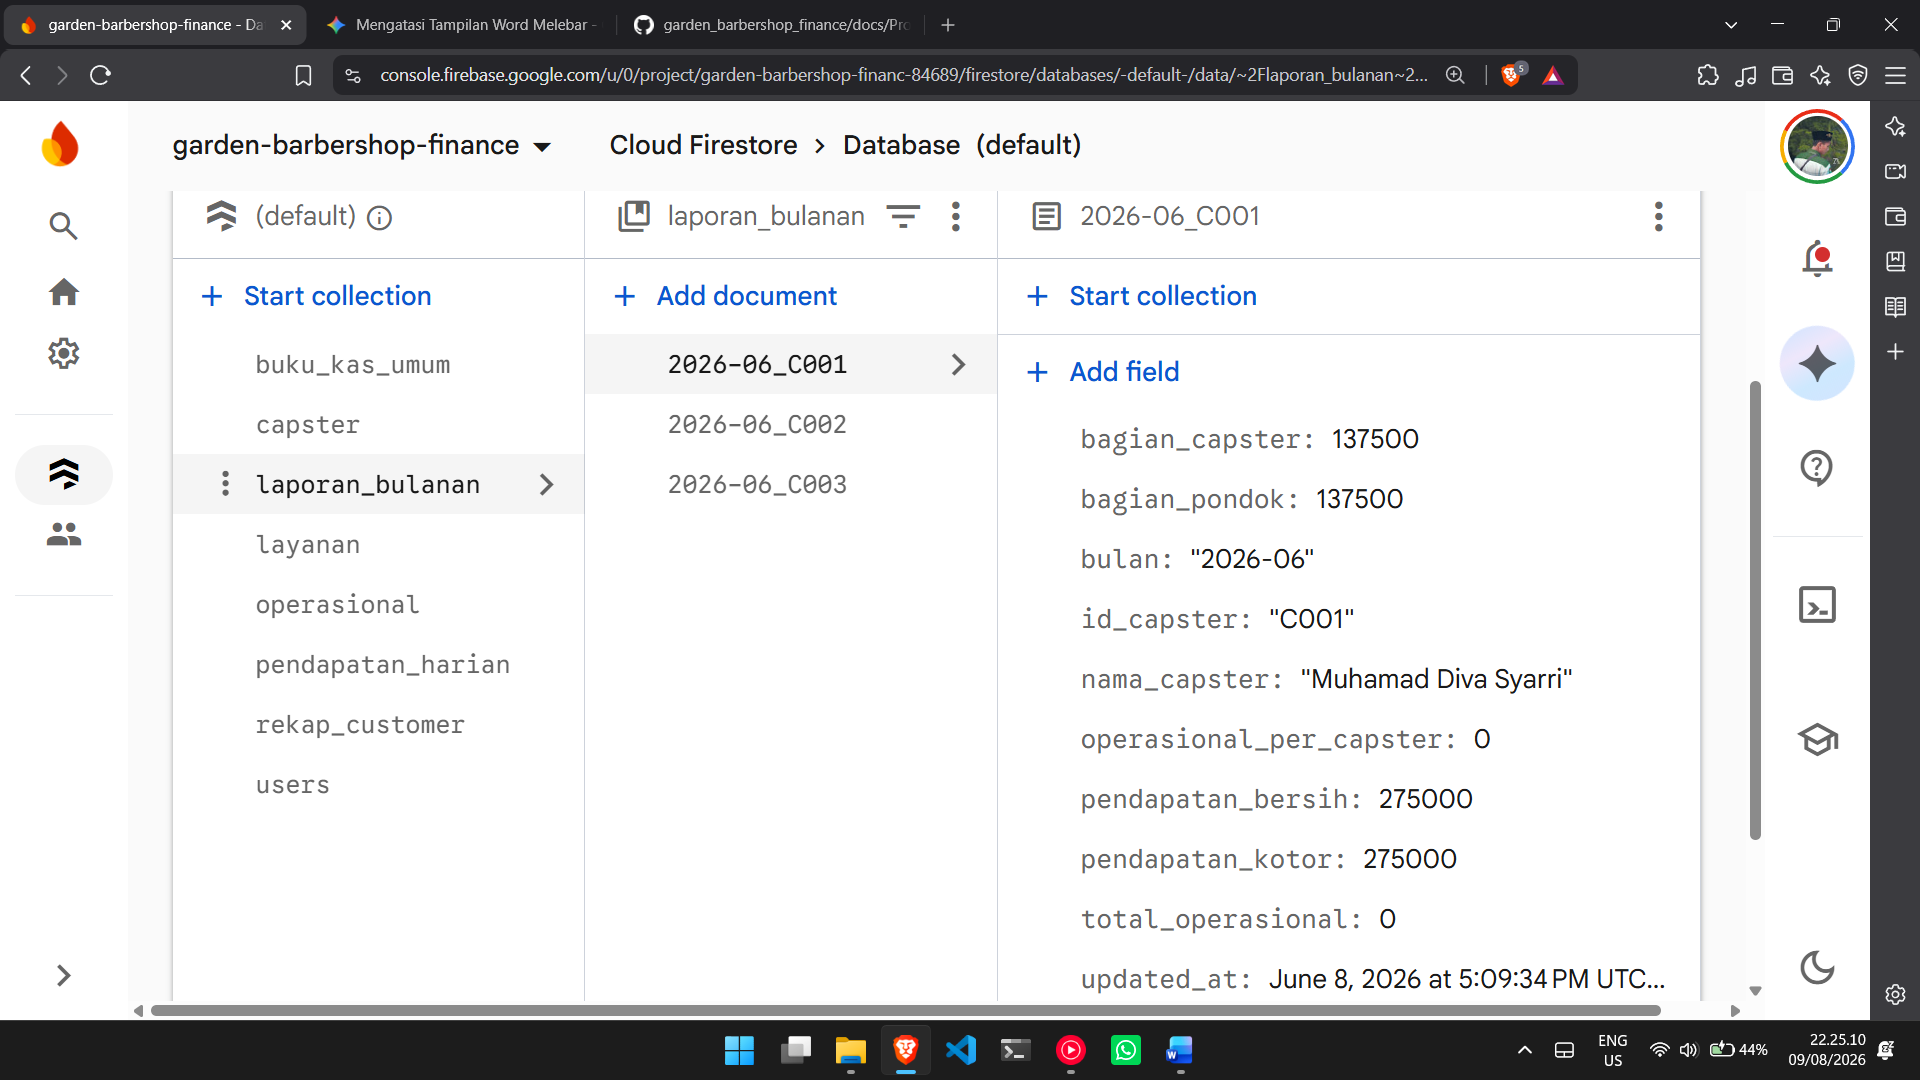 garden-barbershop-finance - Da
Mengatasi Tampilan Word Melebar -
garden_barbershop_finance/docs/Pro
console.firebase.google.com/u/0/project/garden-barbershop-financ-84689/firestore/databases/-default-/data/~2Flaporan_bulanan~2...
5
garden-barbershop-finance
Cloud Firestore > Database (default)
(default)
laporan_bulanan
2026-06_C001
+ Start collection
+ Add document
+ Start collection
buku_kas_umum
capster
laporan_bulanan
layanan
operasional
pendapatan_harian
rekap_customer
users
2026-06_C001
2026-06_C002
2026-06_C003
+ Add field
bagian_capster: 137500
bagian_pondok: 137500
bulan: "2026-06"
id_capster: "C001"
nama_capster: "Muhamad Diva Syarri"
operasional_per_capster: 0
pendapatan_bersih: 275000
pendapatan_kotor: 275000
total_operasional: 0
updated_at: June 8, 2026 at 5:09:34 PM UTC...
ENG
US
44%
22.25.10
09/08/2026